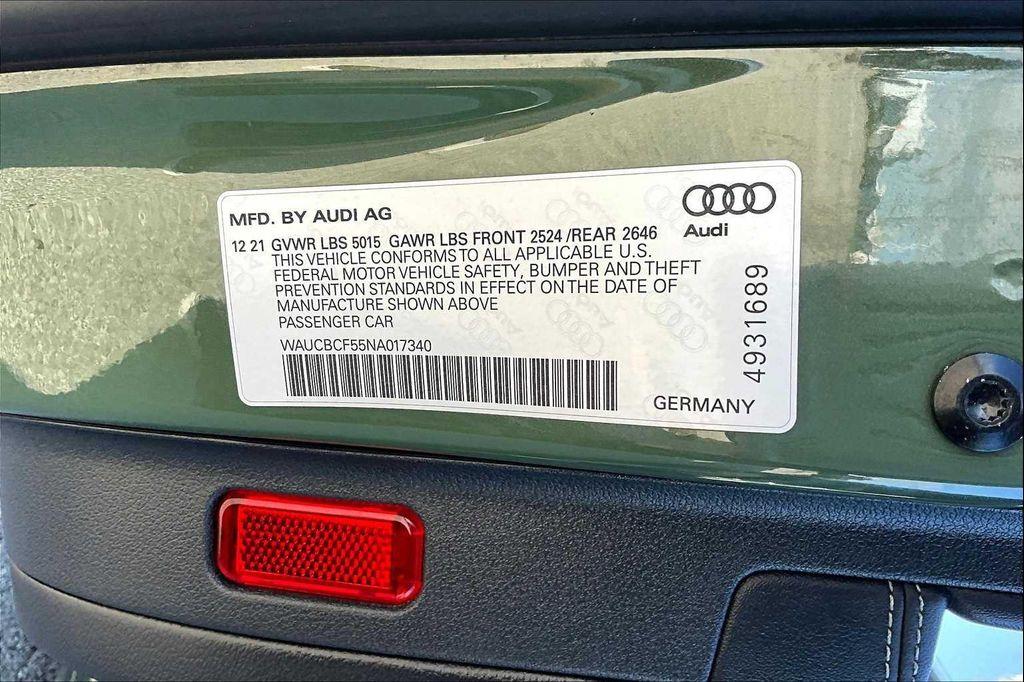 MFD. BY AUDI AG
Audi
12 21 GVWR LBS 5015 GAWR LBS FRONT 2524 /REAR 2646
THIS VEHICLE CONFORMS TO ALL APPLICABLE U.S.
FEDERAL MOTOR VEHICLE SAFETY, BUMPER AND THEFT
PREVENTION STANDARDS IN EFFECT ON THE DATE OF
MANUFACTURE SHOWN ABOVE
PASSENGER CAR
WAUCBCF55NA017340
4931689
GERMANY